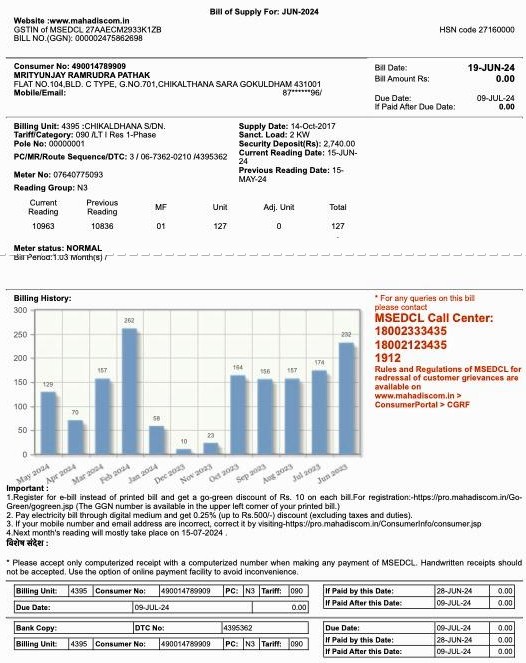 Bill of Supply For: JUN-2024
Website :www.mahadiscom.in
GSTIN of MSEDCL 27AAECM2933K1ZB
BILL NO.(GGN): 000002475862698
HSN code 27160000
Consumer No: 490014789909
MRITYUNJAY RAMRUDRA PATHAK
FLAT NO.104,BLD. C TYPE, G.NO.701,CHIKALTHANA SARA GOKULDHAM 431001
Mobile/Email: 87******96/
Bill Date: 19-JUN-24
Bill Amount Rs: 0.00
Due Date: 09-JUL-24
If Paid After Due Date: 0.00
Billing Unit: 4395 :CHIKALDHANA S/DN.
Tariff/Category: 090 /LT I Res 1-Phase
Pole No: 00000001
PC/MR/Route Sequence/DTC: 3 / 06-7362-0210 /4395362
Meter No: 07640775093
Reading Group: N3
Supply Date: 14-Oct-2017
Sanct. Load: 2 KW
Security Deposit(Rs): 2,740.00
Current Reading Date: 15-JUN-
24
Previous Reading Date: 15-
MAY-24
Current Reading Previous Reading MF Unit Adj. Unit Total
10963 10836 01 127 0 127
Meter status: NORMAL
Bill Period:1.03 Month(s) /
Billing History:
300
250
200
150
100
50
0
129 70 157 262 58 10 23 164 156 157 174 232
May 2024 Apr 2024 Mar 2024 Feb 2024 Jan 2024 Dec 2023 Nov 2023 Oct 2023 Sep 2023 Aug 2023 Jul 2023 Jun 2023
* For any queries on this bill
please contact
MSEDCL Call Center:
18002333435
18002123435
1912
Rules and Regulations of MSEDCL for
redressal of customer grievances are
available on
www.mahadiscom.in >
ConsumerPortal > CGRF
Important :
1.Register for e-bill instead of printed bill and get a go-green discount of Rs. 10 on each bill.For registration:-https://pro.mahadiscom.in/Go-
Green/gogreen.jsp (The GGN number is available in the upper left corner of your printed bill.)
2. Pay electricity bill through digital medium and get 0.25% (up to Rs.500/-) discount (excluding taxes and duties).
3. If your mobile number and email address are incorrect, correct it by visiting-https://pro.mahadiscom.in/ConsumerInfo/consumer.jsp
4.Next month's reading will mostly take place on 15-07-2024 .
विशेष संदेश :
* Please accept only computerized receipt with a computerized number when making any payment of MSEDCL. Handwritten receipts should
not be accepted. Use the option of online payment facility to avoid inconvenience.
Billing Unit: 4395 Consumer No: 490014789909 PC: N3 Tariff: 090
Due Date: 09-JUL-24 0.00
If Paid by this Date: 28-JUN-24 0.00
If Paid After this Date: 09-JUL-24 0.00
Bank Copy: DTC No: 4395362
Billing Unit: 4395 Consumer No: 490014789909 PC: N3 Tariff: 090
Due Date: 09-JUL-24 0.00
If Paid by this Date: 28-JUN-24 0.00
If Paid After this Date: 09-JUL-24 0.00